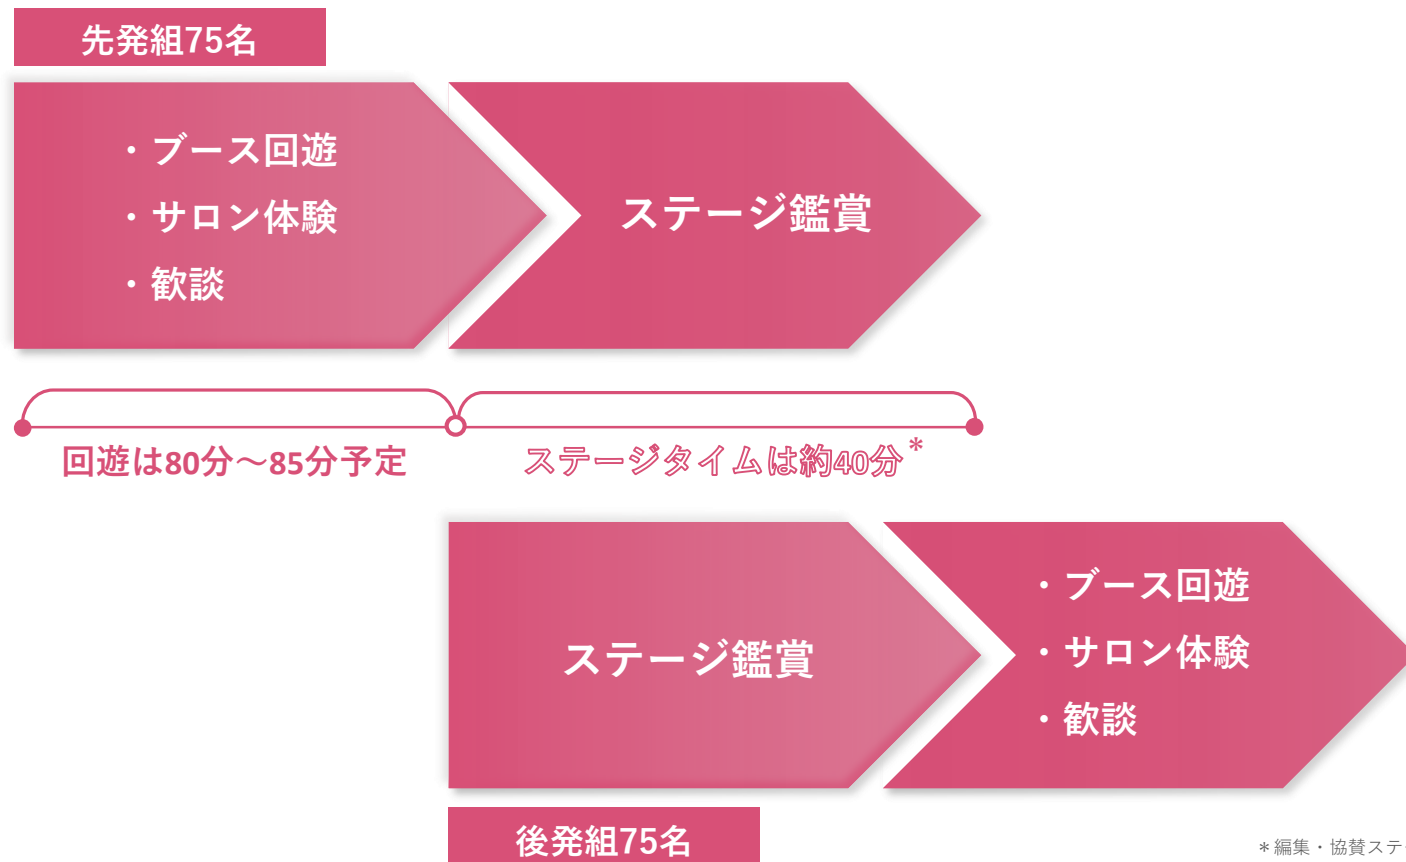 先発組75名
・ブース回遊
・サロン体験
・歓談
ステージ鑑賞
回遊は80分～85分予定
ステージタイムは約40分*
ステージ鑑賞
・ブース回遊
・サロン体験
・歓談
後発組75名
*編集・協賛ステ